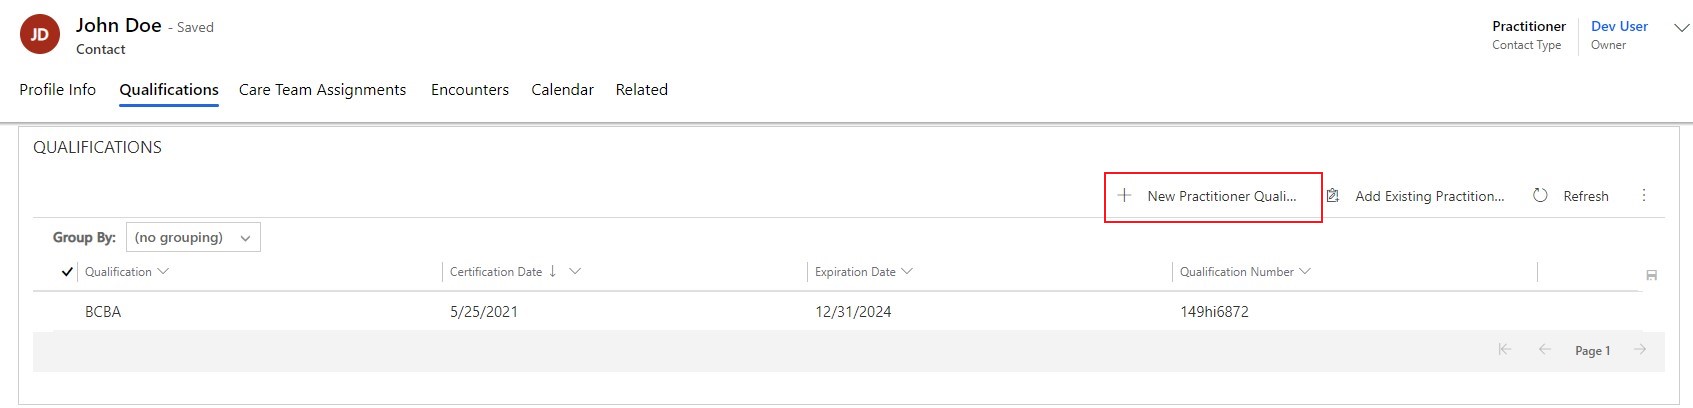 JD
John Doe - Saved
Contact
Practitioner
Contact Type
Dev User
Owner
Profile Info Qualifications Care Team Assignments Encounters Calendar Related
QUALIFICATIONS
New Practitioner Quali... Add Existing Practition... Refresh
Group By: (no grouping)
Qualification Certification Date Expiration Date Qualification Number
BCBA 5/25/2021 12/31/2024 149hi6872
Page 1